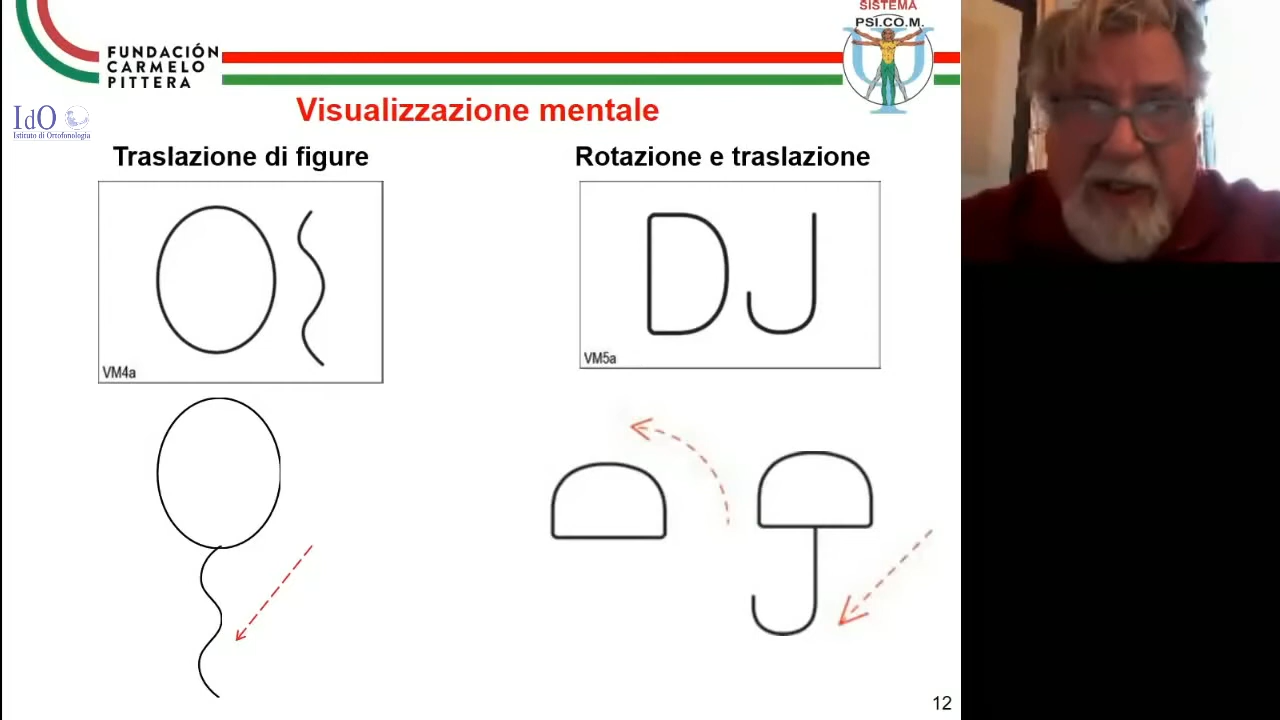 SISTEMA
PSI.CO.M.
FUNDACIÓN
CARMELO
PITTERA
IdO
Istituto di Ortofonologia
Visualizzazione mentale
Traslazione di figure
Rotazione e traslazione
D J
VM4a
VM5a
12